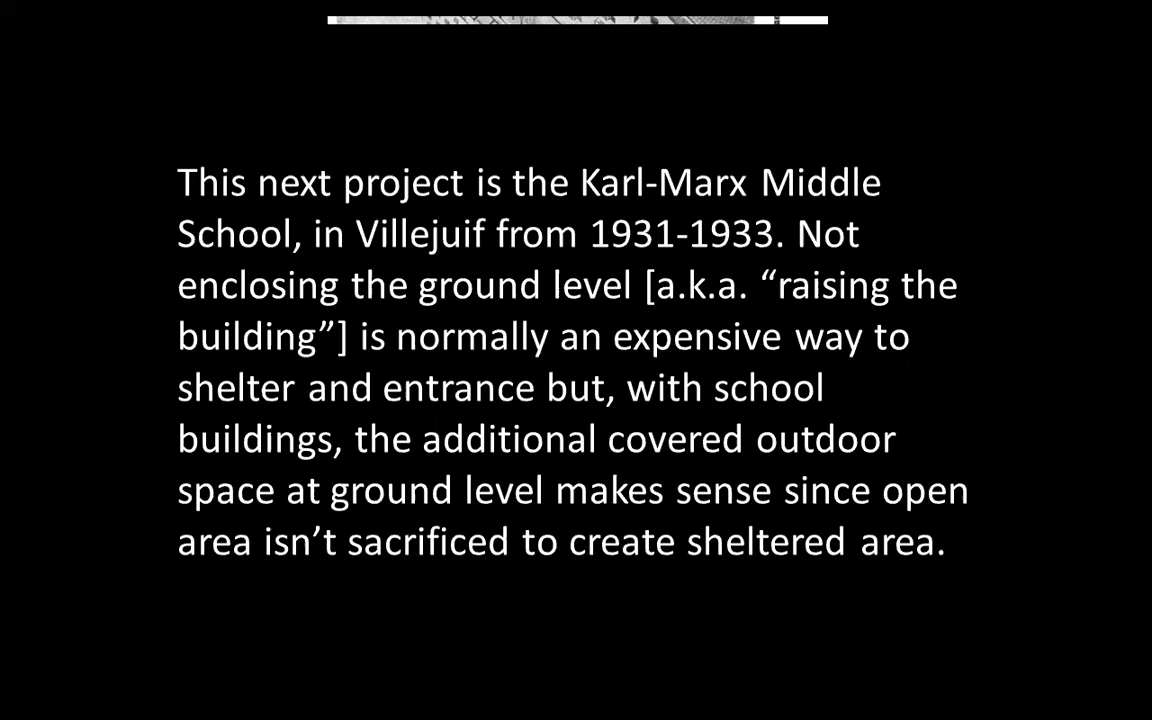 This next project is the Karl-Marx Middle
School, in Villejuif from 1931-1933. Not
enclosing the ground level [a.k.a. “raising the
building”] is normally an expensive way to
shelter and entrance but, with school
buildings, the additional covered outdoor
space at ground level makes sense since open
area isn’t sacrificed to create sheltered area.